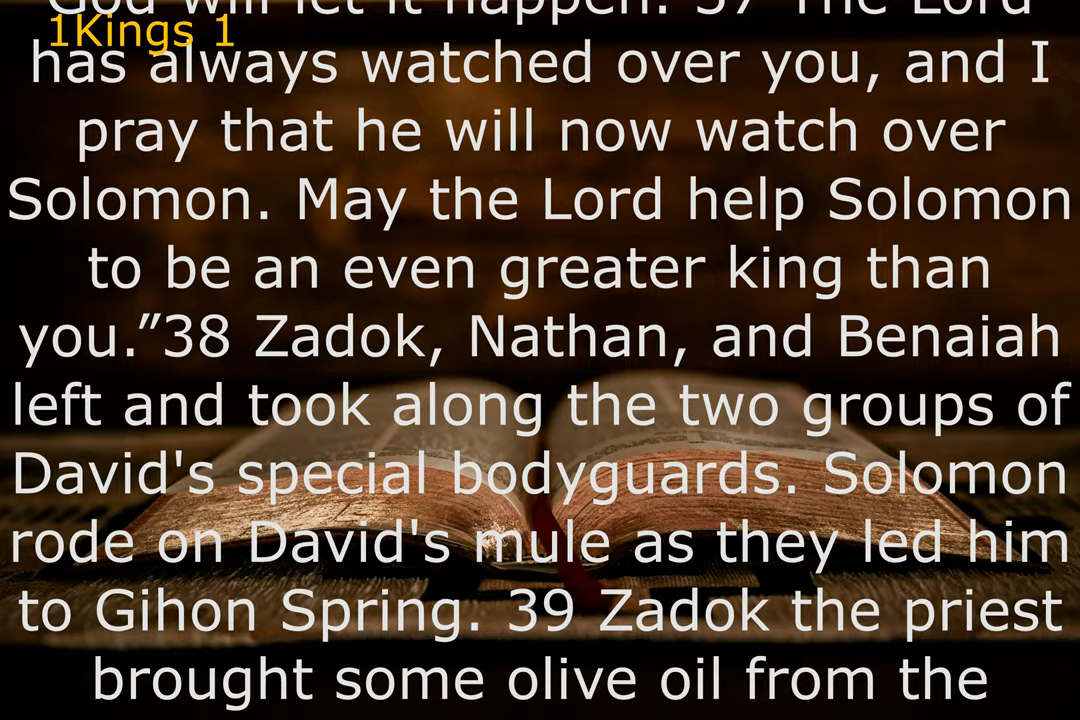 God will let it happen. 37 The Lord
1Kings 1
has always watched over you, and I
pray that he will now watch over
Solomon. May the Lord help Solomon
to be an even greater king than
you.”38 Zadok, Nathan, and Benaiah
left and took along the two groups of
David's special bodyguards. Solomon
rode on David's mule as they led him
to Gihon Spring. 39 Zadok the priest
brought some olive oil from the